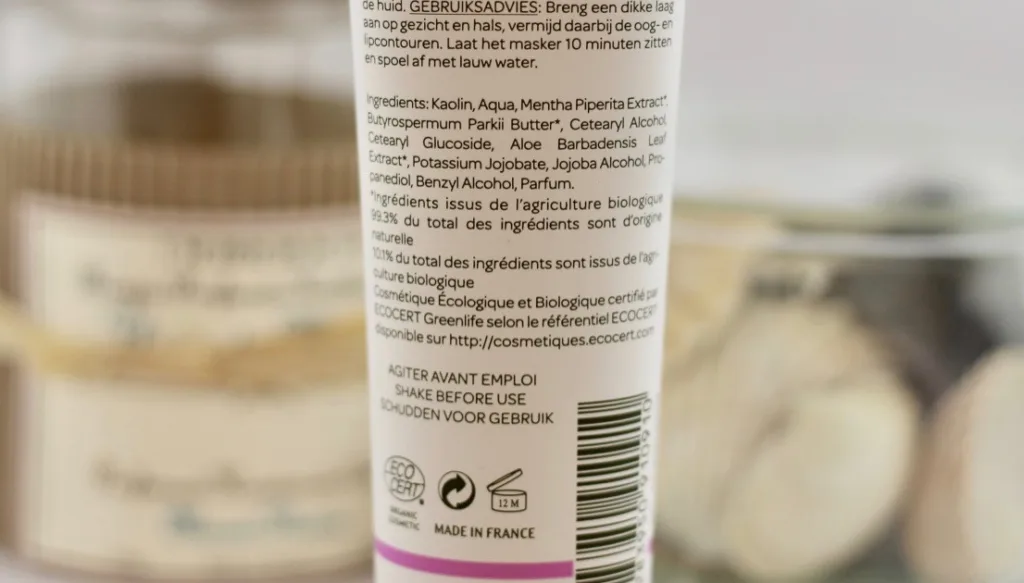 de huid. GEBRUIKSADVIES: Breng een dikke laag
aan op gezicht en hals, vermijd daarbij de oog- en
lipcontouren. Laat het masker 10 minuten zitten
en spoel af met lauw water.
Ingredients: Kaolin, Aqua, Mentha Piperita Extract*,
Butyrospermum Parkii Butter*, Cetearyl Alcohol,
Cetearyl Glucoside, Aloe Barbadensis Leaf
Extract*, Potassium Jojobate, Jojoba Alcohol, Pro-
panediol, Benzyl Alcohol, Parfum.
*Ingrédients issus de l'agriculture biologique
99.3% du total des ingrédients sont d'origine
naturelle
10.1% du total des ingrédients sont issus de l'agri-
culture biologique
Cosmétique Écologique et Biologique certifié par
ECOCERT Greenlife selon le référentiel ECOCERT
disponible sur http://cosmetiques.ecocert.com
AGITER AVANT EMPLOI
SHAKE BEFORE USE
SCHUDDEN VOOR GEBRUIK
ECO
CERT
ORGANIC
COSMETIC
12 M
MADE IN FRANCE